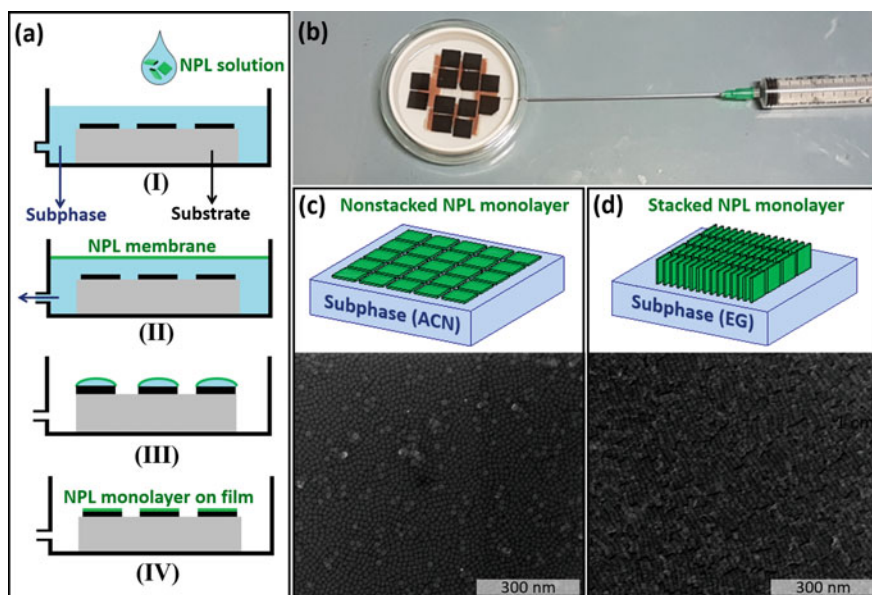 (a)
NPL solution
(I)
Subphase
Substrate
NPL membrane
(II)
(III)
NPL monolayer on film
(IV)
(b)
(c)
Nonstacked NPL monolayer
Subphase (ACN)
300 nm
(d)
Stacked NPL monolayer
Subphase (EG)
300 nm